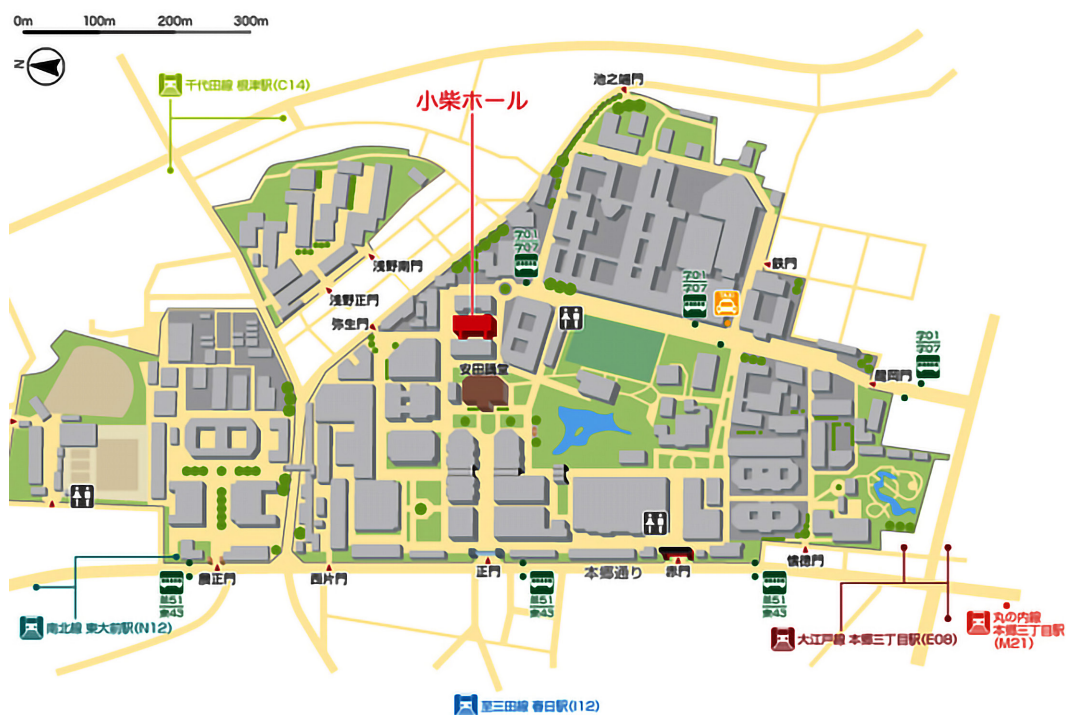 0m 100m 200m 300m
N
千代田線 根津駅(C14)
池之端門
小柴ホール
学01
学07
浅野南門
鉄門
学01
学07
TAXI
浅野正門
弥生門
学01
学07
安田講堂
龍岡門
農正門
西片門
正門
本郷通り
赤門
懐徳門
茶51
東43
茶51
東43
茶51
東43
南北線 東大前駅(N12)
大江戸線 本郷三丁目駅(E08)
丸の内線
本郷三丁目駅
(M21)
至三田線 春日駅(I12)